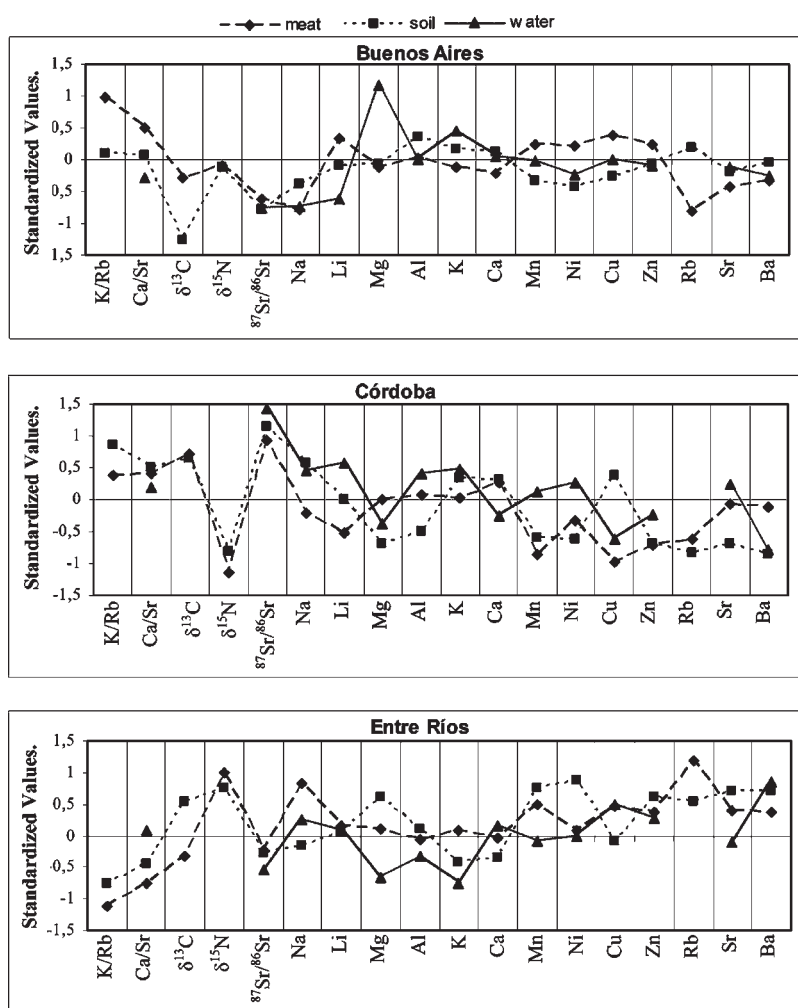 meat soil water
Buenos Aires
Standardized Values.
1,5
1
0,5
0
0,5
-1
1,5
K/Rb Ca/Sr δ¹³C δ¹⁵N ⁸⁷Sr/⁸⁶Sr Na Li Mg Al K Ca Mn Ni Cu Zn Rb Sr Ba
Córdoba
Standardized Values.
1,5
1
0,5
0
-0,5
-1
-1,5
K/Rb Ca/Sr δ¹³C δ¹⁵N ⁸⁷Sr/⁸⁶Sr Na Li Mg Al K Ca Mn Ni Cu Zn Rb Sr Ba
Entre Ríos
Standardized Values.
1,5
1
0,5
0
-0,5
-1
-1,5
K/Rb Ca/Sr δ¹³C δ¹⁵N ⁸⁷Sr/⁸⁶Sr Na Li Mg Al K Ca Mn Ni Cu Zn Rb Sr Ba